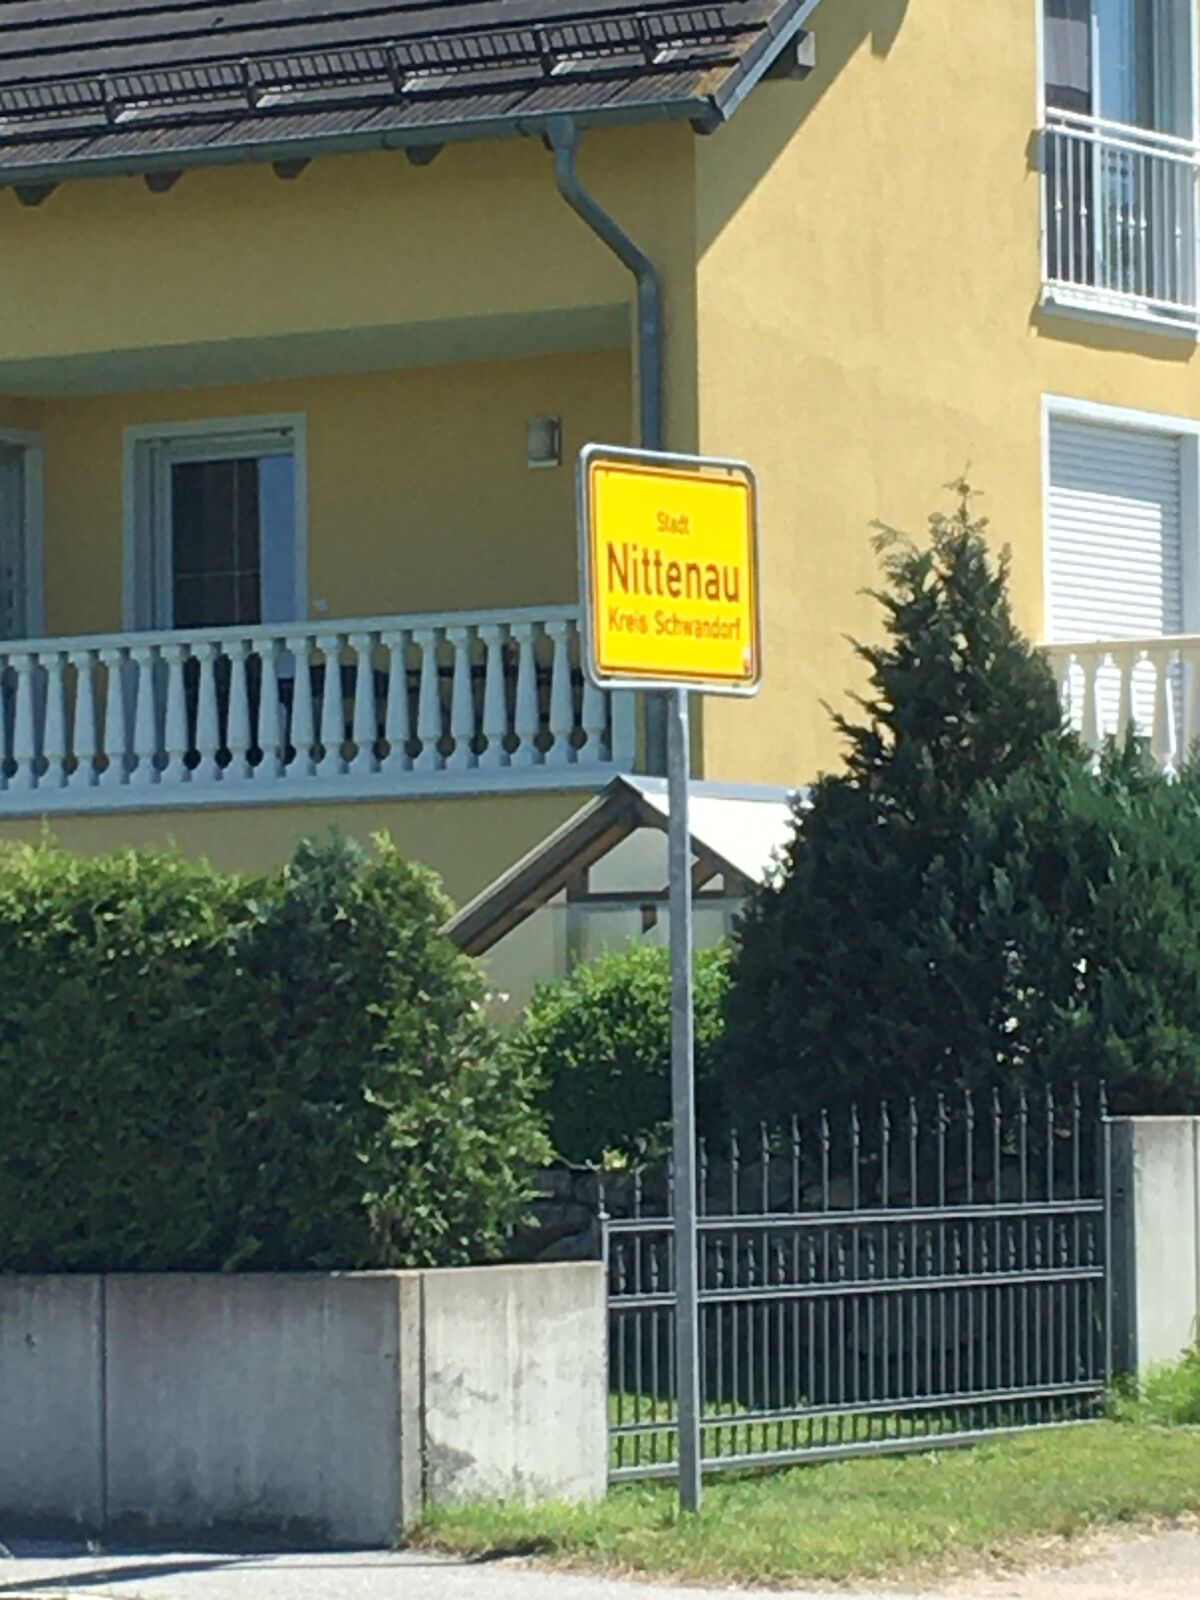 Stadt
Nittenau
Kreis Schwandorf